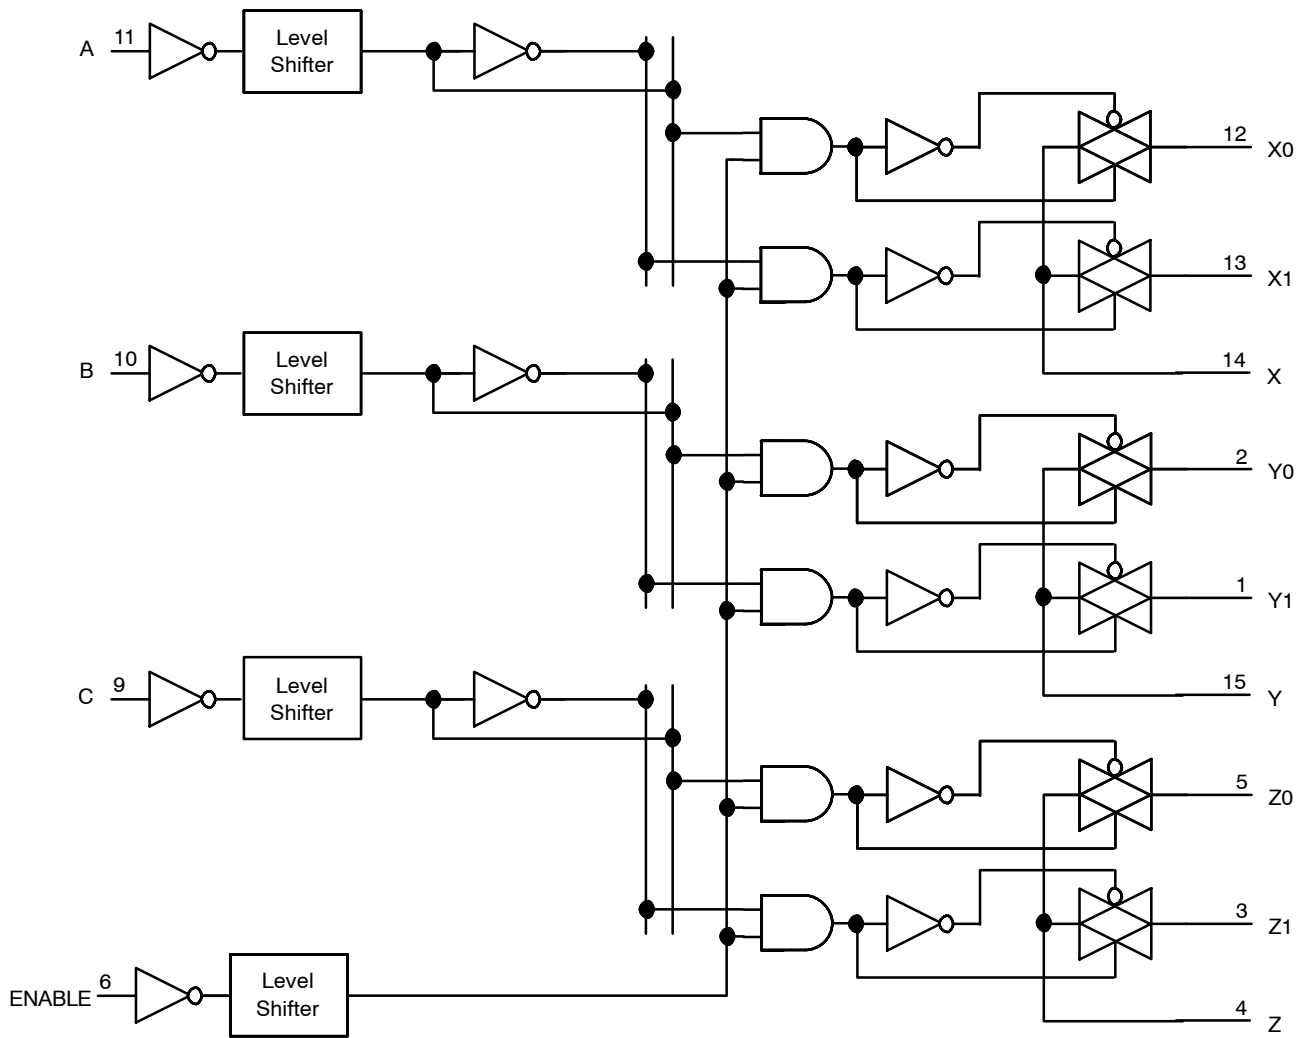 A
11
Level
Shifter
12
X0
13
X1
B
10
Level
Shifter
14
X
2
Y0
1
Y1
C
9
Level
Shifter
15
Y
5
Z0
3
Z1
ENABLE
6
Level
Shifter
4
Z